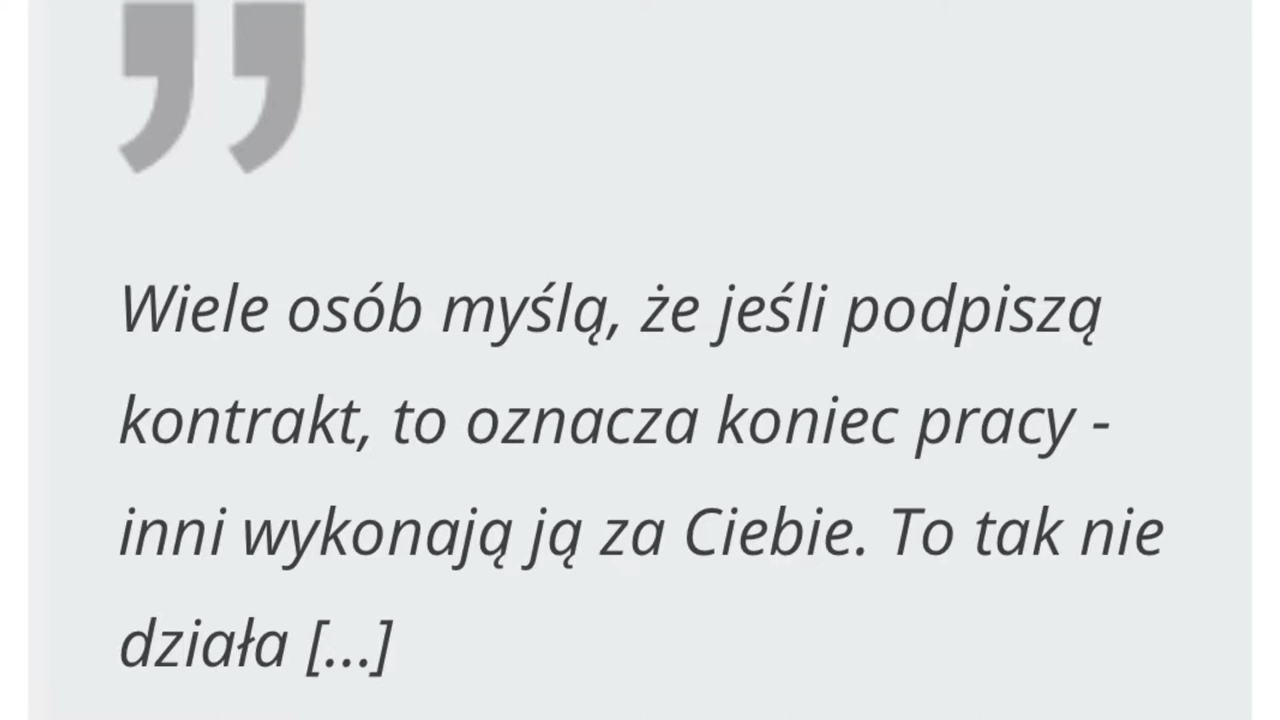 ”
Wiele osób myślą, że jeśli podpiszą
kontrakt, to oznacza koniec pracy -
inni wykonają ją za Ciebie. To tak nie
działa [...]